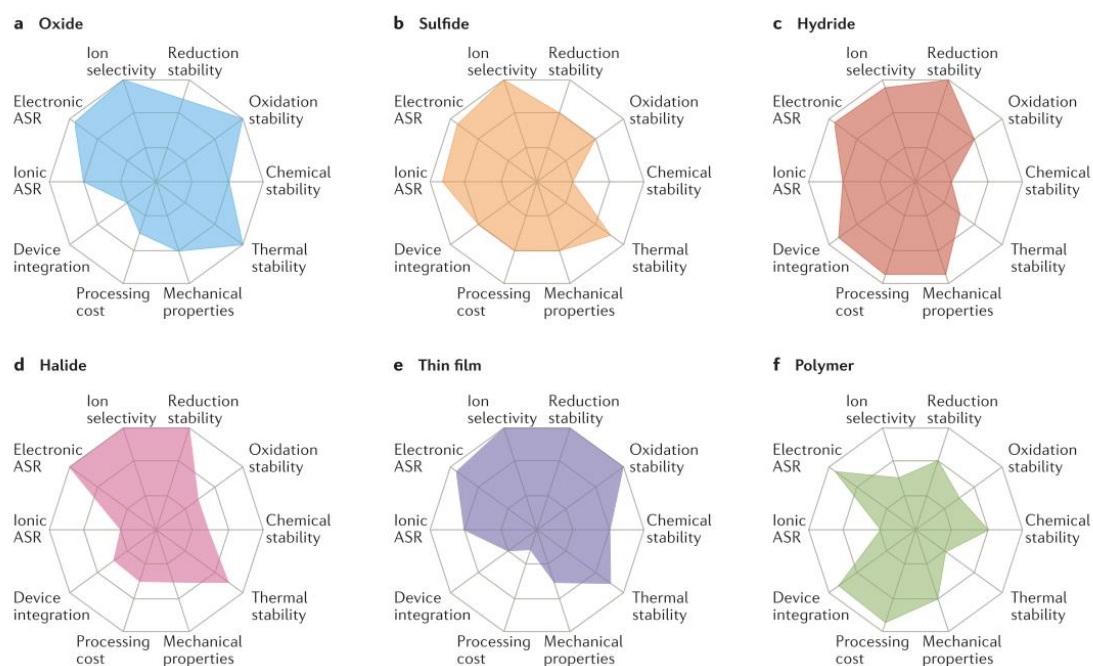 a Oxide
Ion
selectivity
Reduction
stability
Oxidation
stability
Chemical
stability
Thermal
stability
Mechanical
properties
Processing
cost
Device
integration
Ionic
ASR
Electronic
ASR
b Sulfide
Ion
selectivity
Reduction
stability
Oxidation
stability
Chemical
stability
Thermal
stability
Mechanical
properties
Processing
cost
Device
integration
Ionic
ASR
Electronic
ASR
c Hydride
Ion
selectivity
Reduction
stability
Oxidation
stability
Chemical
stability
Thermal
stability
Mechanical
properties
Processing
cost
Device
integration
Ionic
ASR
Electronic
ASR
d Halide
Ion
selectivity
Reduction
stability
Oxidation
stability
Chemical
stability
Thermal
stability
Mechanical
properties
Processing
cost
Device
integration
Ionic
ASR
Electronic
ASR
e Thin film
Ion
selectivity
Reduction
stability
Oxidation
stability
Chemical
stability
Thermal
stability
Mechanical
properties
Processing
cost
Device
integration
Ionic
ASR
Electronic
ASR
f Polymer
Ion
selectivity
Reduction
stability
Oxidation
stability
Chemical
stability
Thermal
stability
Mechanical
properties
Processing
cost
Device
integration
Ionic
ASR
Electronic
ASR